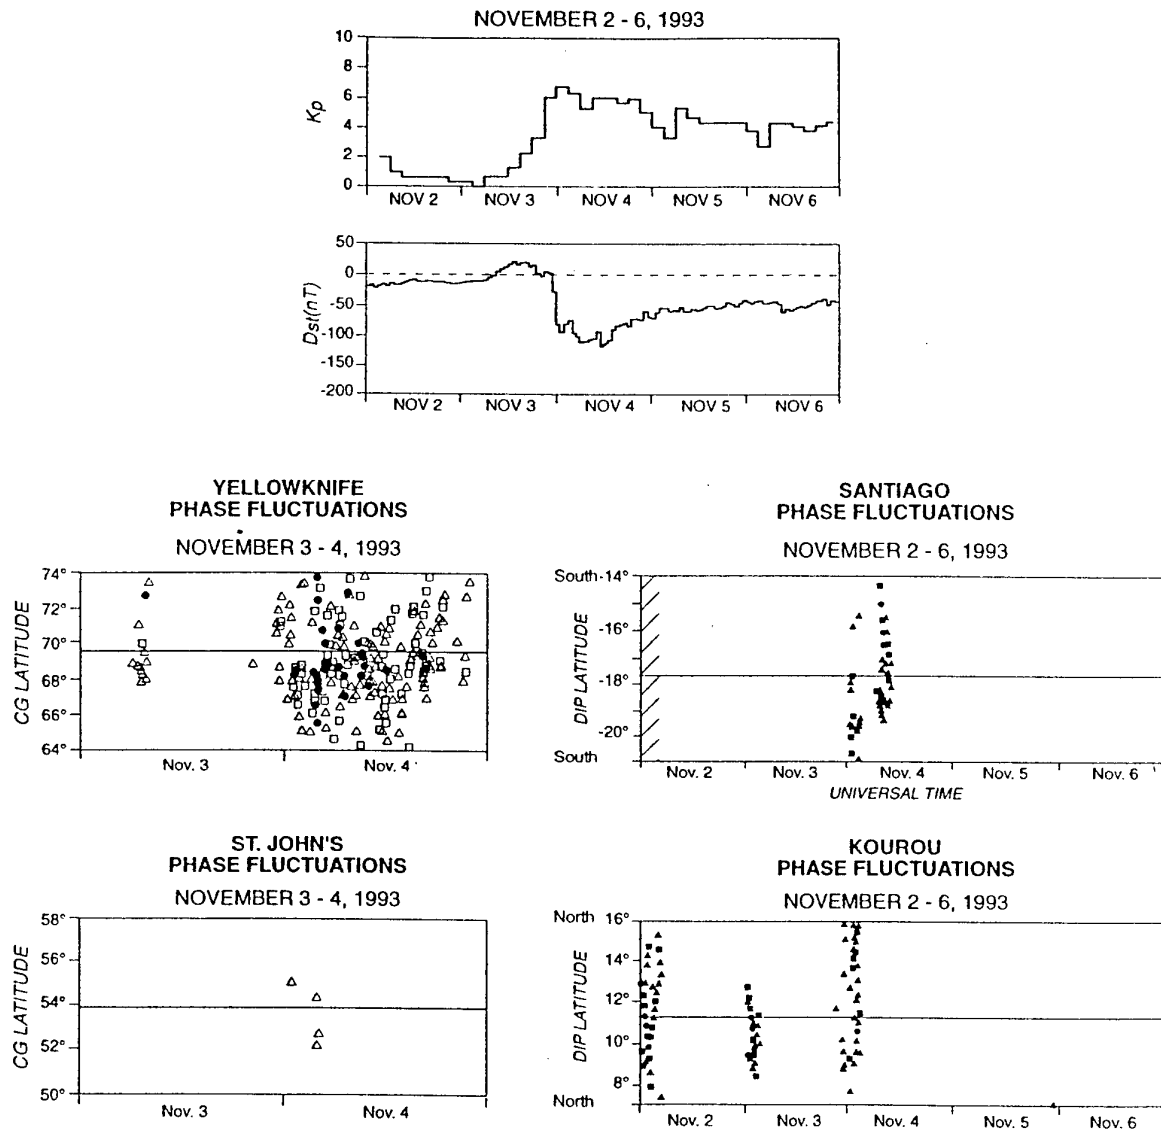 NOVEMBER 2 - 6, 1993
10
8
6
4
2
0
Kp
NOV 2 NOV 3 NOV 4 NOV 5 NOV 6
50
0
-50
-100
-150
-200
Dst(nT)
NOV 2 NOV 3 NOV 4 NOV 5 NOV 6
YELLOWKNIFE
PHASE FLUCTUATIONS
NOVEMBER 3 - 4, 1993
74°
72°
70°
68°
66°
64°
CG LATITUDE
Nov. 3 Nov. 4
SANTIAGO
PHASE FLUCTUATIONS
NOVEMBER 2 - 6, 1993
South -14°
-16°
-18°
-20°
South
DIP LATITUDE
Nov. 2 Nov. 3 Nov. 4 Nov. 5 Nov. 6
UNIVERSAL TIME
ST. JOHN'S
PHASE FLUCTUATIONS
NOVEMBER 3 - 4, 1993
58°
56°
54°
52°
50°
CG LATITUDE
Nov. 3 Nov. 4
KOUROU
PHASE FLUCTUATIONS
NOVEMBER 2 - 6, 1993
North 16°
14°
12°
10°
8°
North
DIP LATITUDE
Nov. 2 Nov. 3 Nov. 4 Nov. 5 Nov. 6